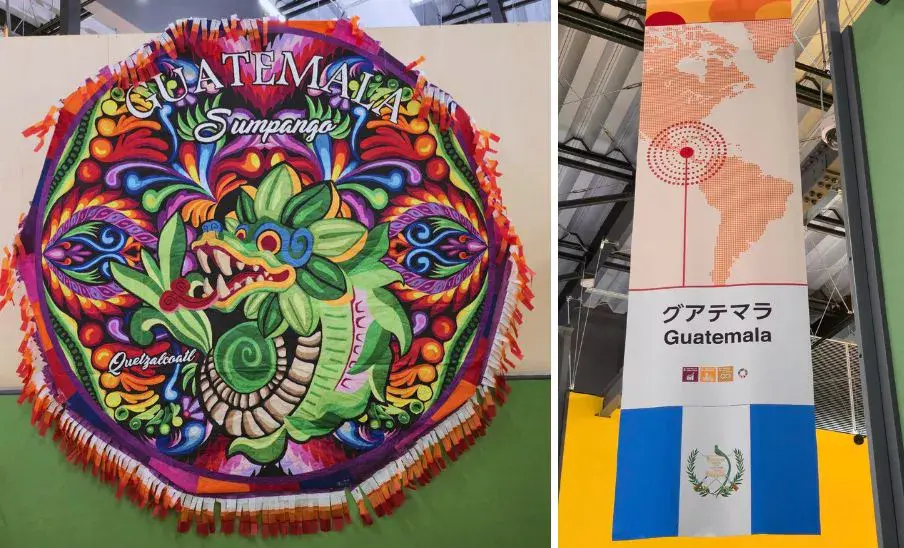 GUATEMALA
Sumpango
Quetzalcoatl
グアテマラ
Guatemala